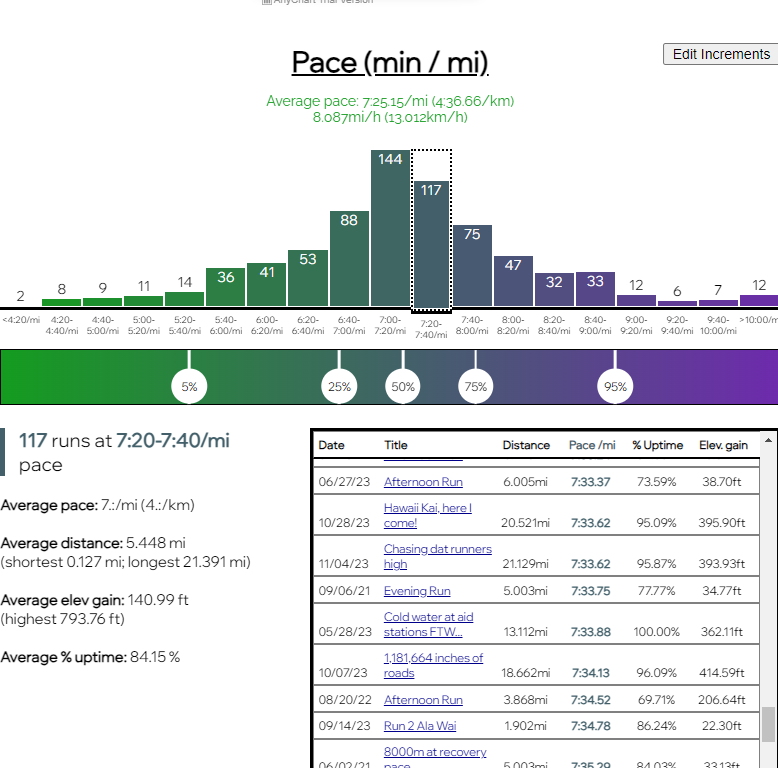 AnyChart Trial Version
Pace (min / mi)
Edit Increments
Average pace: 7:25.15/mi (4:36.66/km)
8.087mi/h (13.012km/h)
2
8
9
11
14
36
41
53
88
144
117
75
47
32
33
12
6
7
12
<4:20/mi
4:20-
4:40/mi
4:40-
5:00/mi
5:00-
5:20/mi
5:20-
5:40/mi
5:40-
6:00/mi
6:00-
6:20/mi
6:20-
6:40/mi
6:40-
7:00/mi
7:00-
7:20/mi
7:20-
7:40/mi
7:40-
8:00/mi
8:00-
8:20/mi
8:20-
8:40/mi
8:40-
9:00/mi
9:00-
9:20/mi
9:20-
9:40/mi
9:40-
10:00/mi
>10:00/m
5%
25%
50%
75%
95%
117 runs at 7:20-7:40/mi
pace
Average pace: 7.:/mi (4.:/km)
Average distance: 5.448 mi
(shortest 0.127 mi; longest 21.391 mi)
Average elev gain: 140.99 ft
(highest 793.76 ft)
Average % uptime: 84.15 %
Date Title Distance Pace /mi % Uptime Elev. gain
06/27/23 Afternoon Run 6.005mi 7:33.37 73.59% 38.70ft
Hawaii Kai, here I
10/28/23 come! 20.521mi 7:33.62 95.09% 395.90ft
Chasing dat runners
11/04/23 high 21.129mi 7:33.62 95.87% 393.93ft
09/06/21 Evening Run 5.003mi 7:33.75 77.77% 34.77ft
Cold water at aid
05/28/23 stations FTW... 13.112mi 7:33.88 100.00% 362.11ft
1,181,664 inches of
10/07/23 roads 18.662mi 7:34.13 96.09% 414.59ft
08/20/22 Afternoon Run 3.868mi 7:34.52 69.71% 206.64ft
09/14/23 Run 2 Ala Wai 1.902mi 7:34.78 86.24% 22.30ft
8000m at recovery
06/02/21 pace 5.003mi 7:35.29 84.03% 33.13ft